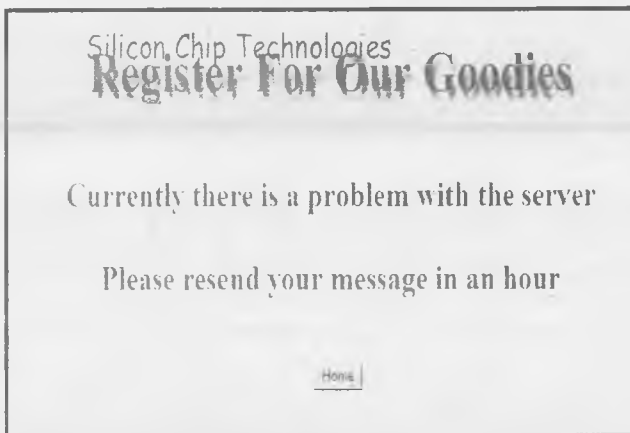 Silicon Chip Technologies
Register For Our Goodies
Currently there is a problem with the server
Please resend your message in an hour
Home